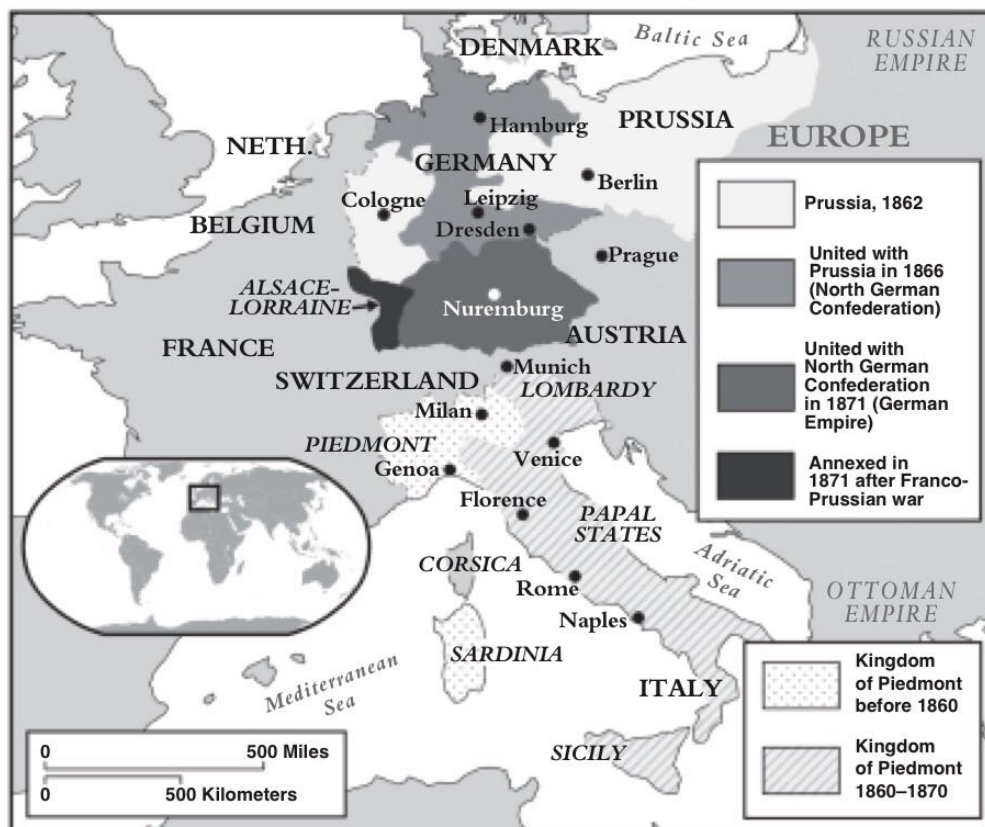 DENMARK
Baltic Sea
RUSSIAN
EMPIRE
Hamburg
PRUSSIA
EUROPE
NETH.
GERMANY
Berlin
Cologne
Leipzig
BELGIUM
Dresden
Prague
ALSACE-
LORRAINE
Nuremburg
FRANCE
AUSTRIA
SWITZERLAND
Munich
LOMBARDY
Milan
PIEDMONT
Venice
Genoa
Florence
PAPAL
STATES
CORSICA
Adriatic
Sea
Rome
OTTOMAN
EMPIRE
Naples
SARDINIA
Mediterranean
Sea
ITALY
SICILY
Prussia, 1862
United with
Prussia in 1866
(North German
Confederation)
United with
North German
Confederation
in 1871 (German
Empire)
Annexed in
1871 after Franco-
Prussian war
Kingdom
of Piedmont
before 1860
Kingdom
of Piedmont
1860–1870
0 500 Miles
0 500 Kilometers